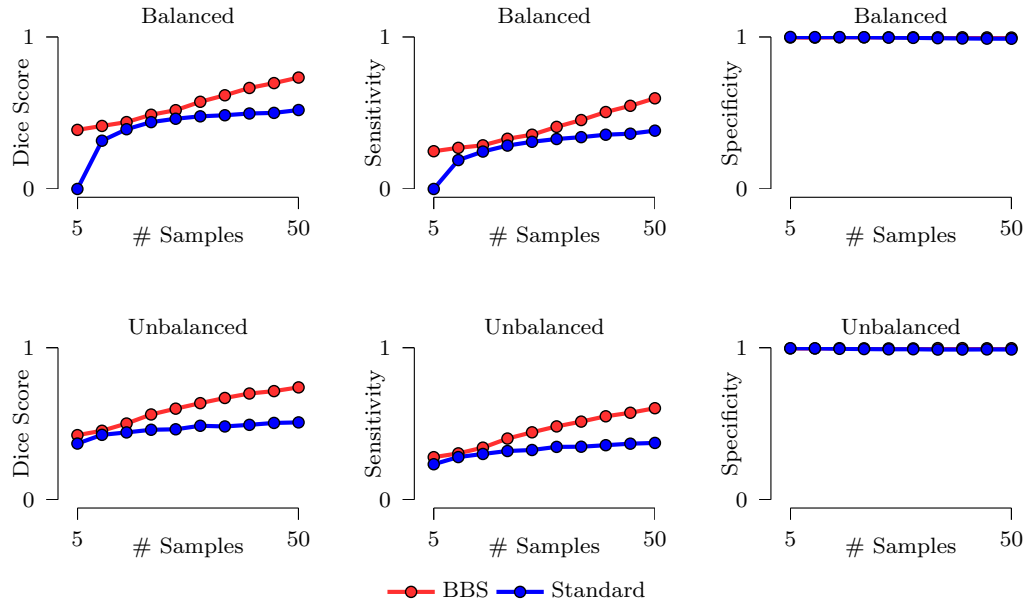 Balanced
Dice Score
1
0
5
50
# Samples
Balanced
Sensitivity
1
0
5
50
# Samples
Balanced
Specificity
1
0
5
50
# Samples
Unbalanced
Dice Score
1
0
5
50
# Samples
Unbalanced
Sensitivity
1
0
5
50
# Samples
Unbalanced
Specificity
1
0
5
50
# Samples
BBS Standard